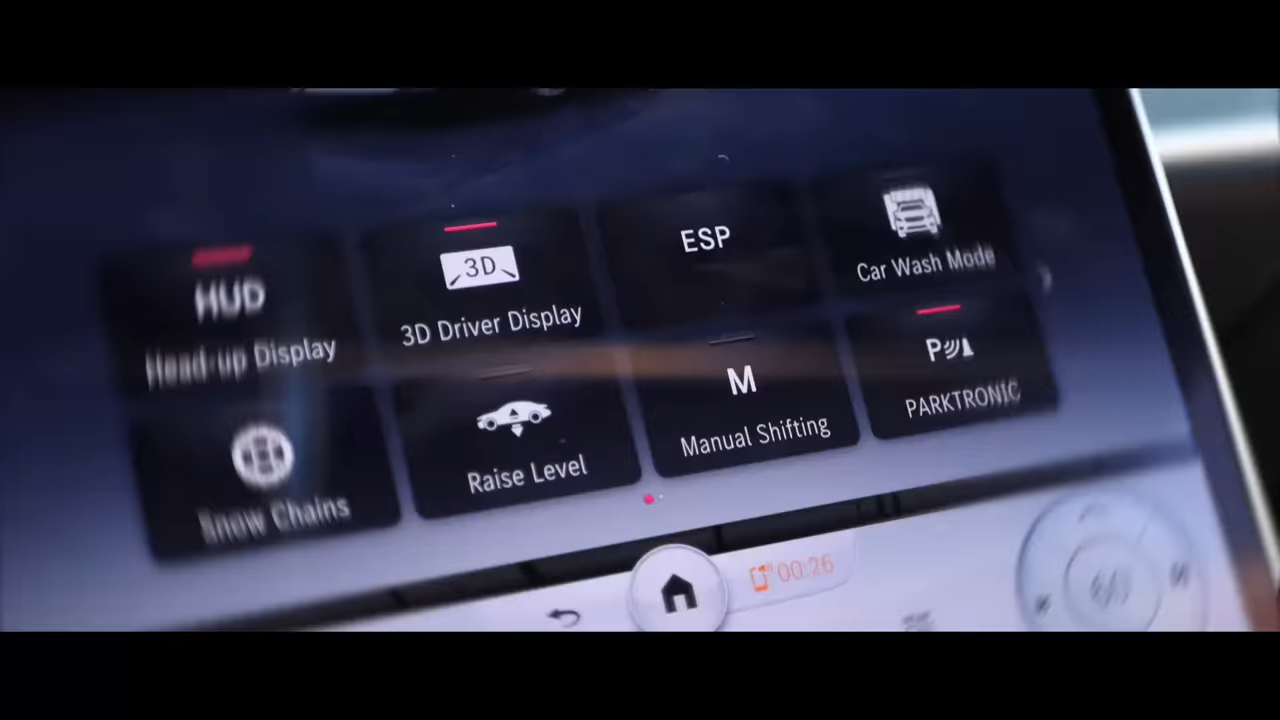 HUD
Head-up Display
3D
3D Driver Display
ESP
Car Wash Mode
Snow Chains
Raise Level
M
Manual Shifting
P
PARKTRONIC
00:26